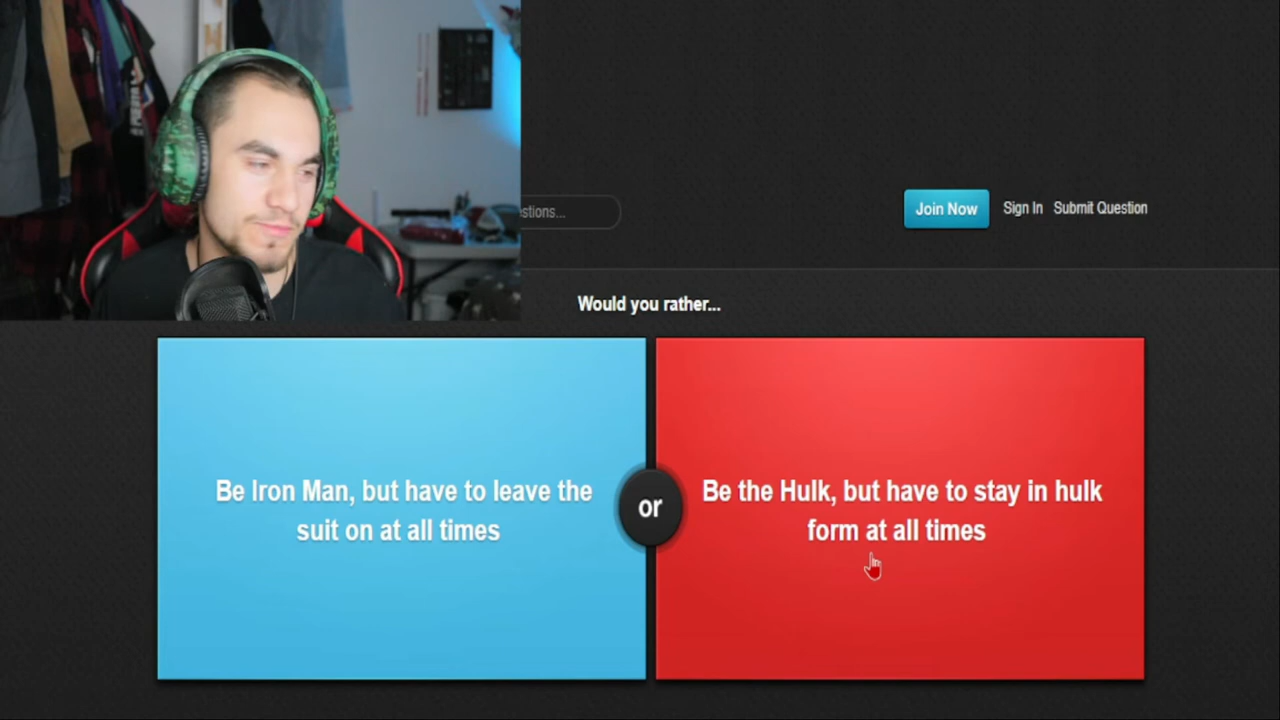 estions...
Join Now
Sign In
Submit Question
Would you rather...
Be Iron Man, but have to leave the
suit on at all times
or
Be the Hulk, but have to stay in hulk
form at all times